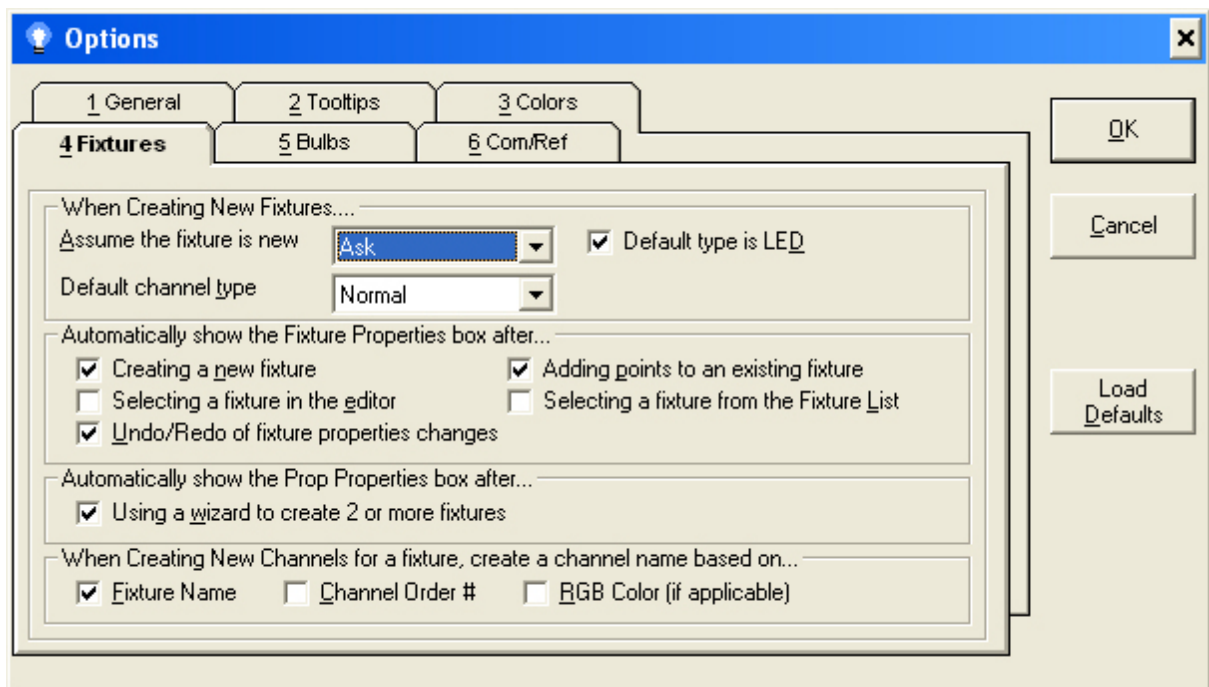 Options
1 General 2 Tooltips 3 Colors
4 Fixtures 5 Bulbs 6 Com/Ref
When Creating New Fixtures....
Assume the fixture is new Ask Default type is LED
Default channel type Normal
Automatically show the Fixture Properties box after...
Creating a new fixture Adding points to an existing fixture
Selecting a fixture in the editor Selecting a fixture from the Fixture List
Undo/Redo of fixture properties changes
Automatically show the Prop Properties box after...
Using a wizard to create 2 or more fixtures
When Creating New Channels for a fixture, create a channel name based on...
Fixture Name Channel Order # RGB Color (if applicable)
OK
Cancel
Load
Defaults